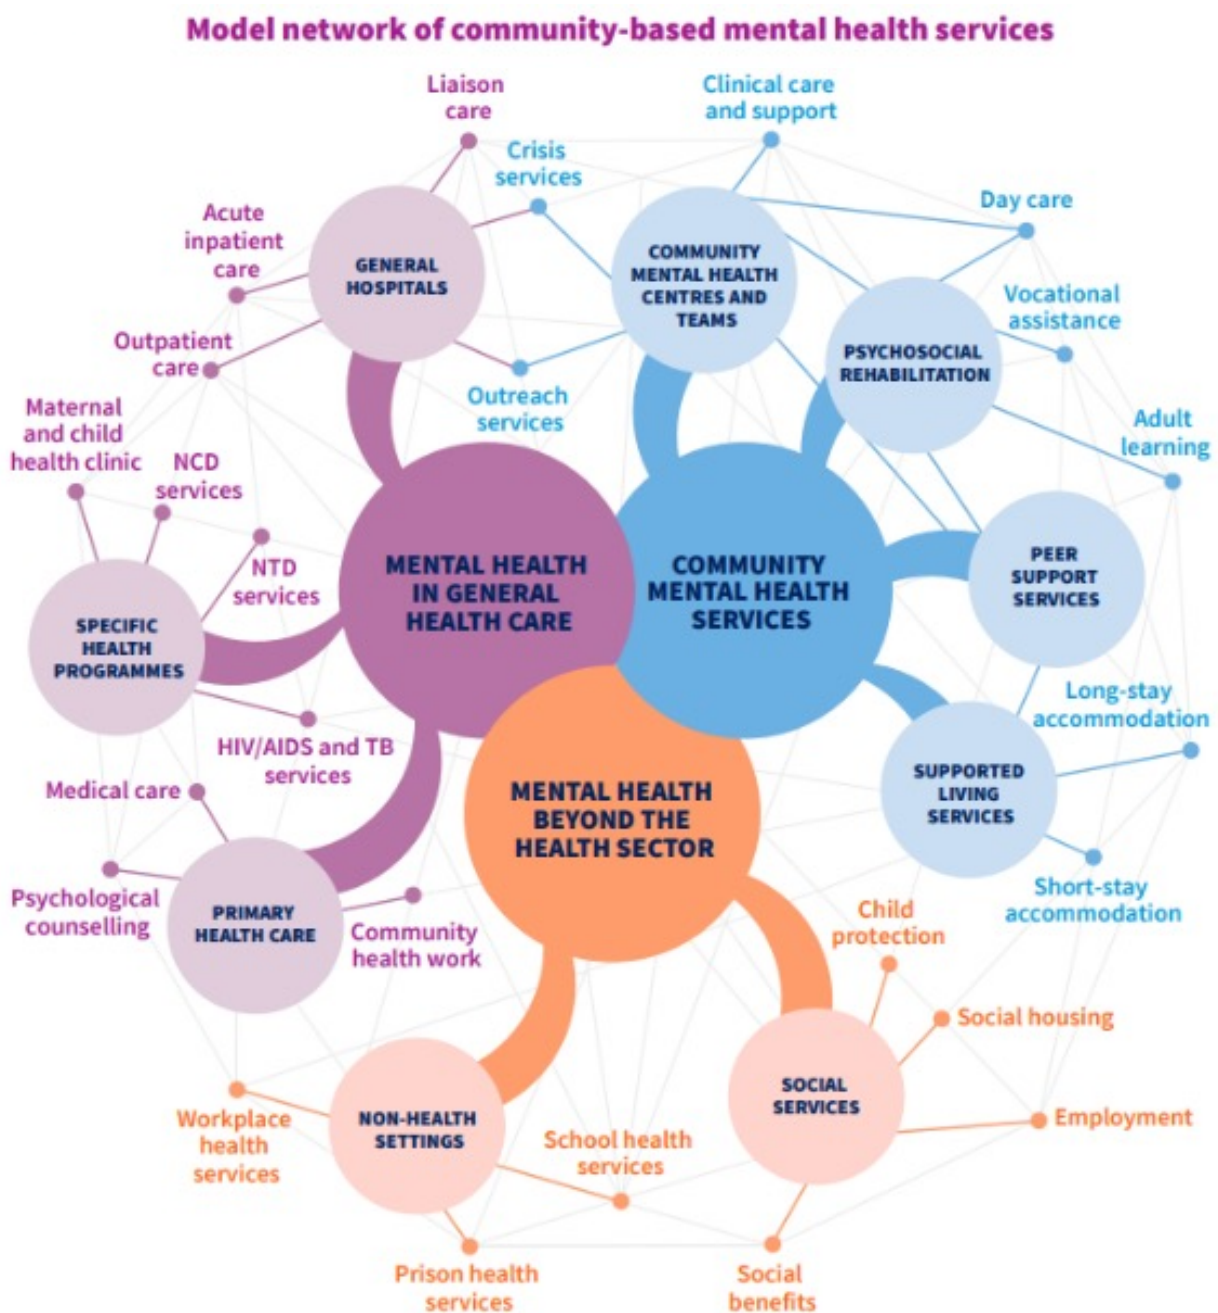 Model network of community-based mental health services
Liaison
care
Clinical care
and support
Crisis
services
Day care
Acute
inpatient
care
GENERAL
HOSPITALS
COMMUNITY
MENTAL HEALTH
CENTRES AND
TEAMS
Vocational
assistance
Outpatient
care
PSYCHOSOCIAL
REHABILITATION
Outreach
services
Maternal
and child
health clinic
NCD
services
Adult
learning
NTD
services
MENTAL HEALTH
IN GENERAL
HEALTH CARE
COMMUNITY
MENTAL HEALTH
SERVICES
PEER
SUPPORT
SERVICES
SPECIFIC
HEALTH
PROGRAMMES
Long-stay
accommodation
HIV/AIDS and TB
services
Medical care
MENTAL HEALTH
BEYOND THE
HEALTH SECTOR
SUPPORTED
LIVING
SERVICES
Psychological
counselling
PRIMARY
HEALTH CARE
Community
health work
Short-stay
accommodation
Child
protection
Social housing
Workplace
health
services
NON-HEALTH
SETTINGS
School health
services
SOCIAL
SERVICES
Employment
Prison health
services
Social
benefits